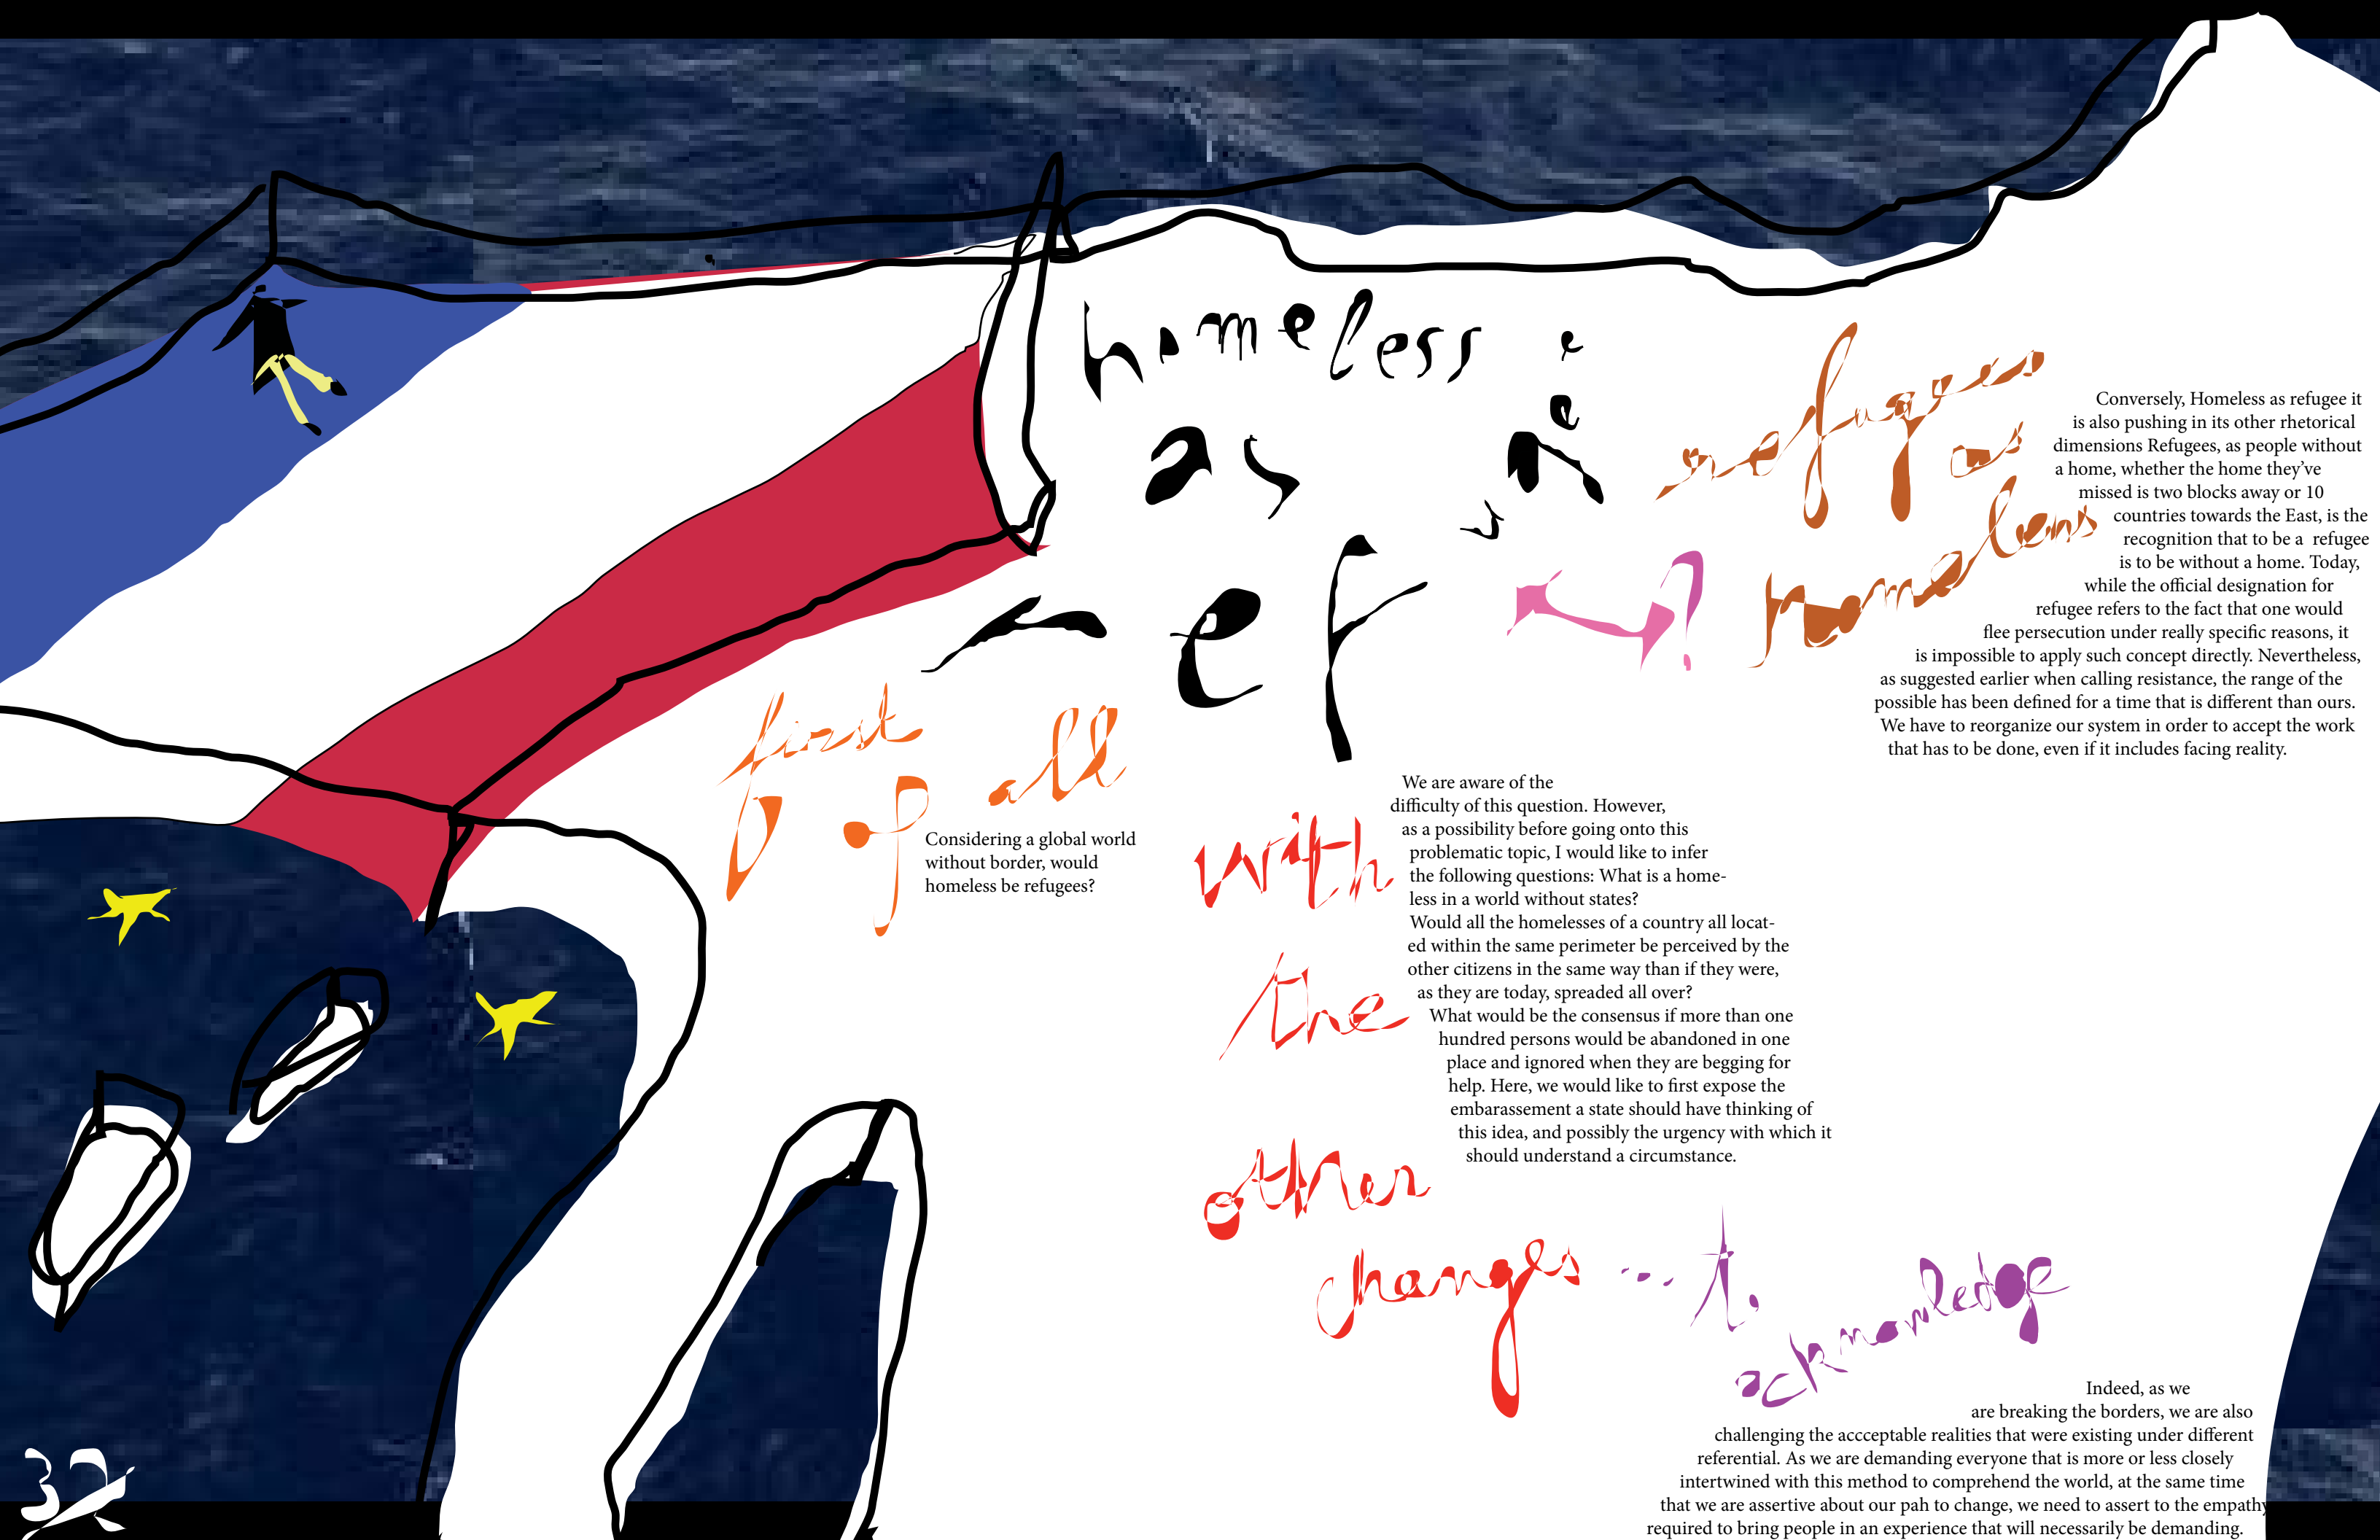 homeless
as
refugee
↔?
refugees
as
homeless
Conversely, Homeless as refugee it
is also pushing in its other rhetorical
dimensions Refugees, as people without
a home, whether the home they’ve
missed is two blocks away or 10
countries towards the East, is the
recognition that to be a refugee
is to be without a home. Today,
while the official designation for
refugee refers to the fact that one would
flee persecution under really specific reasons, it
is impossible to apply such concept directly. Nevertheless,
as suggested earlier when calling resistance, the range of the
possible has been defined for a time that is different than ours.
We have to reorganize our system in order to accept the work
that has to be done, even if it includes facing reality.
first
of all
Considering a global world
without border, would
homeless be refugees?
with
the
other
changes ... to
acknowledge
We are aware of the
difficulty of this question. However,
as a possibility before going onto this
problematic topic, I would like to infer
the following questions: What is a home-
less in a world without states?
Would all the homelesses of a country all locat-
ed within the same perimeter be perceived by the
other citizens in the same way than if they were,
as they are today, spreaded all over?
What would be the consensus if more than one
hundred persons would be abandoned in one
place and ignored when they are begging for
help. Here, we would like to first expose the
embarassement a state should have thinking of
this idea, and possibly the urgency with which it
should understand a circumstance.
Indeed, as we
are breaking the borders, we are also
challenging the accceptable realities that were existing under different
referential. As we are demanding everyone that is more or less closely
intertwined with this method to comprehend the world, at the same time
that we are assertive about our pah to change, we need to assert to the empathy
required to bring people in an experience that will necessarily be demanding.
32